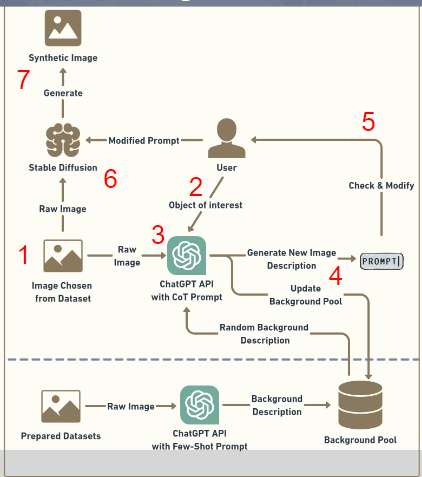 Synthetic Image
7
Generate
5
Modified Prompt
Stable Diffusion
User
6
2
Check & Modify
Raw Image
Object of interest
1
3
Raw
Image
Generate New Image
Description
PROMPT
4
Image Chosen
from Dataset
ChatGPT API
with CoT Prompt
Update
Background Pool
Random Background
Description
Raw Image
Background
Description
Prepared Datasets
ChatGPT API
with Few-Shot Prompt
Background Pool